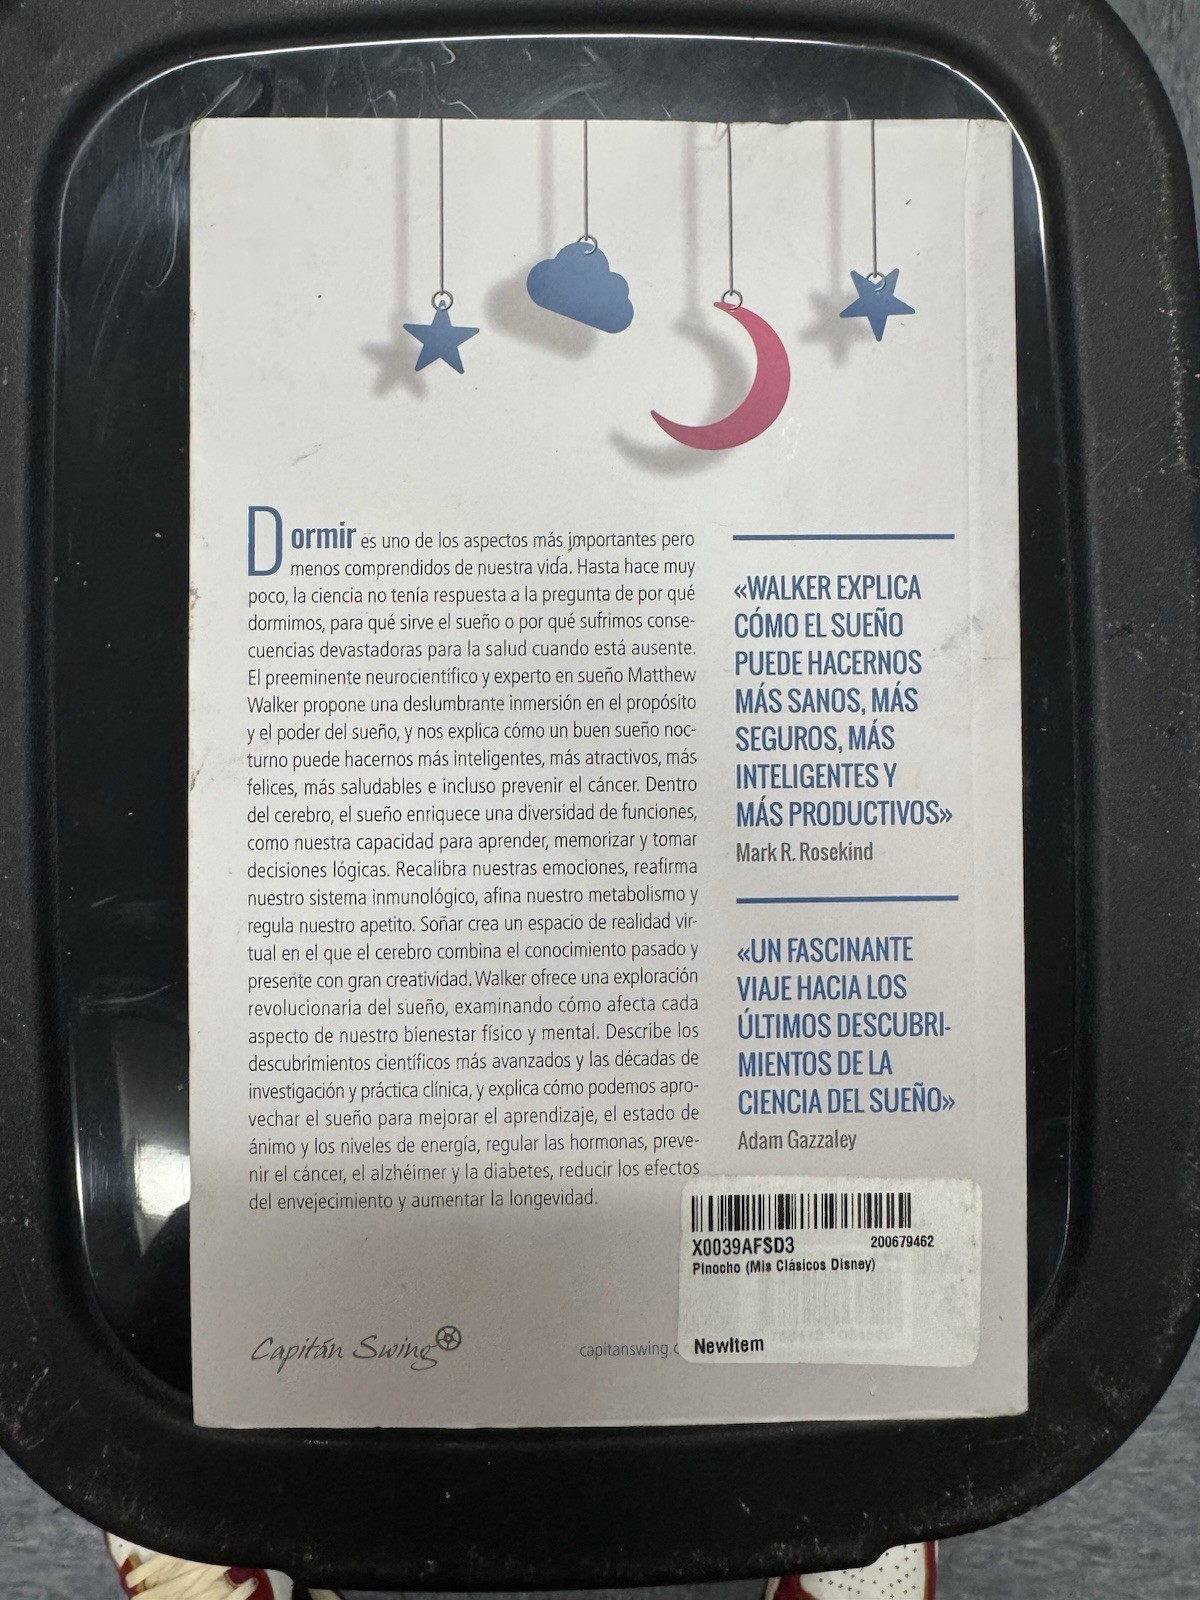 Dormir es uno de los aspectos más importantes pero
menos comprendidos de nuestra vida. Hasta hace muy
poco, la ciencia no tenía respuesta a la pregunta de por qué
dormimos, para qué sirve el sueño o por qué sufrimos conse-
cuencias devastadoras para la salud cuando está ausente.
El preeminente neurocientífico y experto en sueño Matthew
Walker propone una deslumbrante inmersión en el propósito
y el poder del sueño, y nos explica cómo un buen sueño noc-
turno puede hacernos más inteligentes, más atractivos, más
felices, más saludables e incluso prevenir el cáncer. Dentro
del cerebro, el sueño enriquece una diversidad de funciones,
como nuestra capacidad para aprender, memorizar y tomar
decisiones lógicas. Recalibra nuestras emociones, reafirma
nuestro sistema inmunológico, afina nuestro metabolismo y
regula nuestro apetito. Soñar crea un espacio de realidad vir-
tual en el que el cerebro combina el conocimiento pasado y
presente con gran creatividad. Walker ofrece una exploración
revolucionaria del sueño, examinando cómo afecta cada
aspecto de nuestro bienestar físico y mental. Describe los
descubrimientos científicos más avanzados y las décadas de
investigación y práctica clínica, y explica cómo podemos apro-
vechar el sueño para mejorar el aprendizaje, el estado de
ánimo y los niveles de energía, regular las hormonas, preve-
nir el cáncer, el alzhéimer y la diabetes, reducir los efectos
del envejecimiento y aumentar la longevidad.
«WALKER EXPLICA
CÓMO EL SUEÑO
PUEDE HACERNOS
MÁS SANOS, MÁS
SEGUROS, MÁS
INTELIGENTES Y
MÁS PRODUCTIVOS»
Mark R. Rosekind
«UN FASCINANTE
VIAJE HACIA LOS
ÚLTIMOS DESCUBRI-
MIENTOS DE LA
CIENCIA DEL SUEÑO»
Adam Gazzaley
X0039AFSD3 200679462
Pinocho (Mis Clásicos Disney)
NewItem
Capitán Swing
capitanswing.c